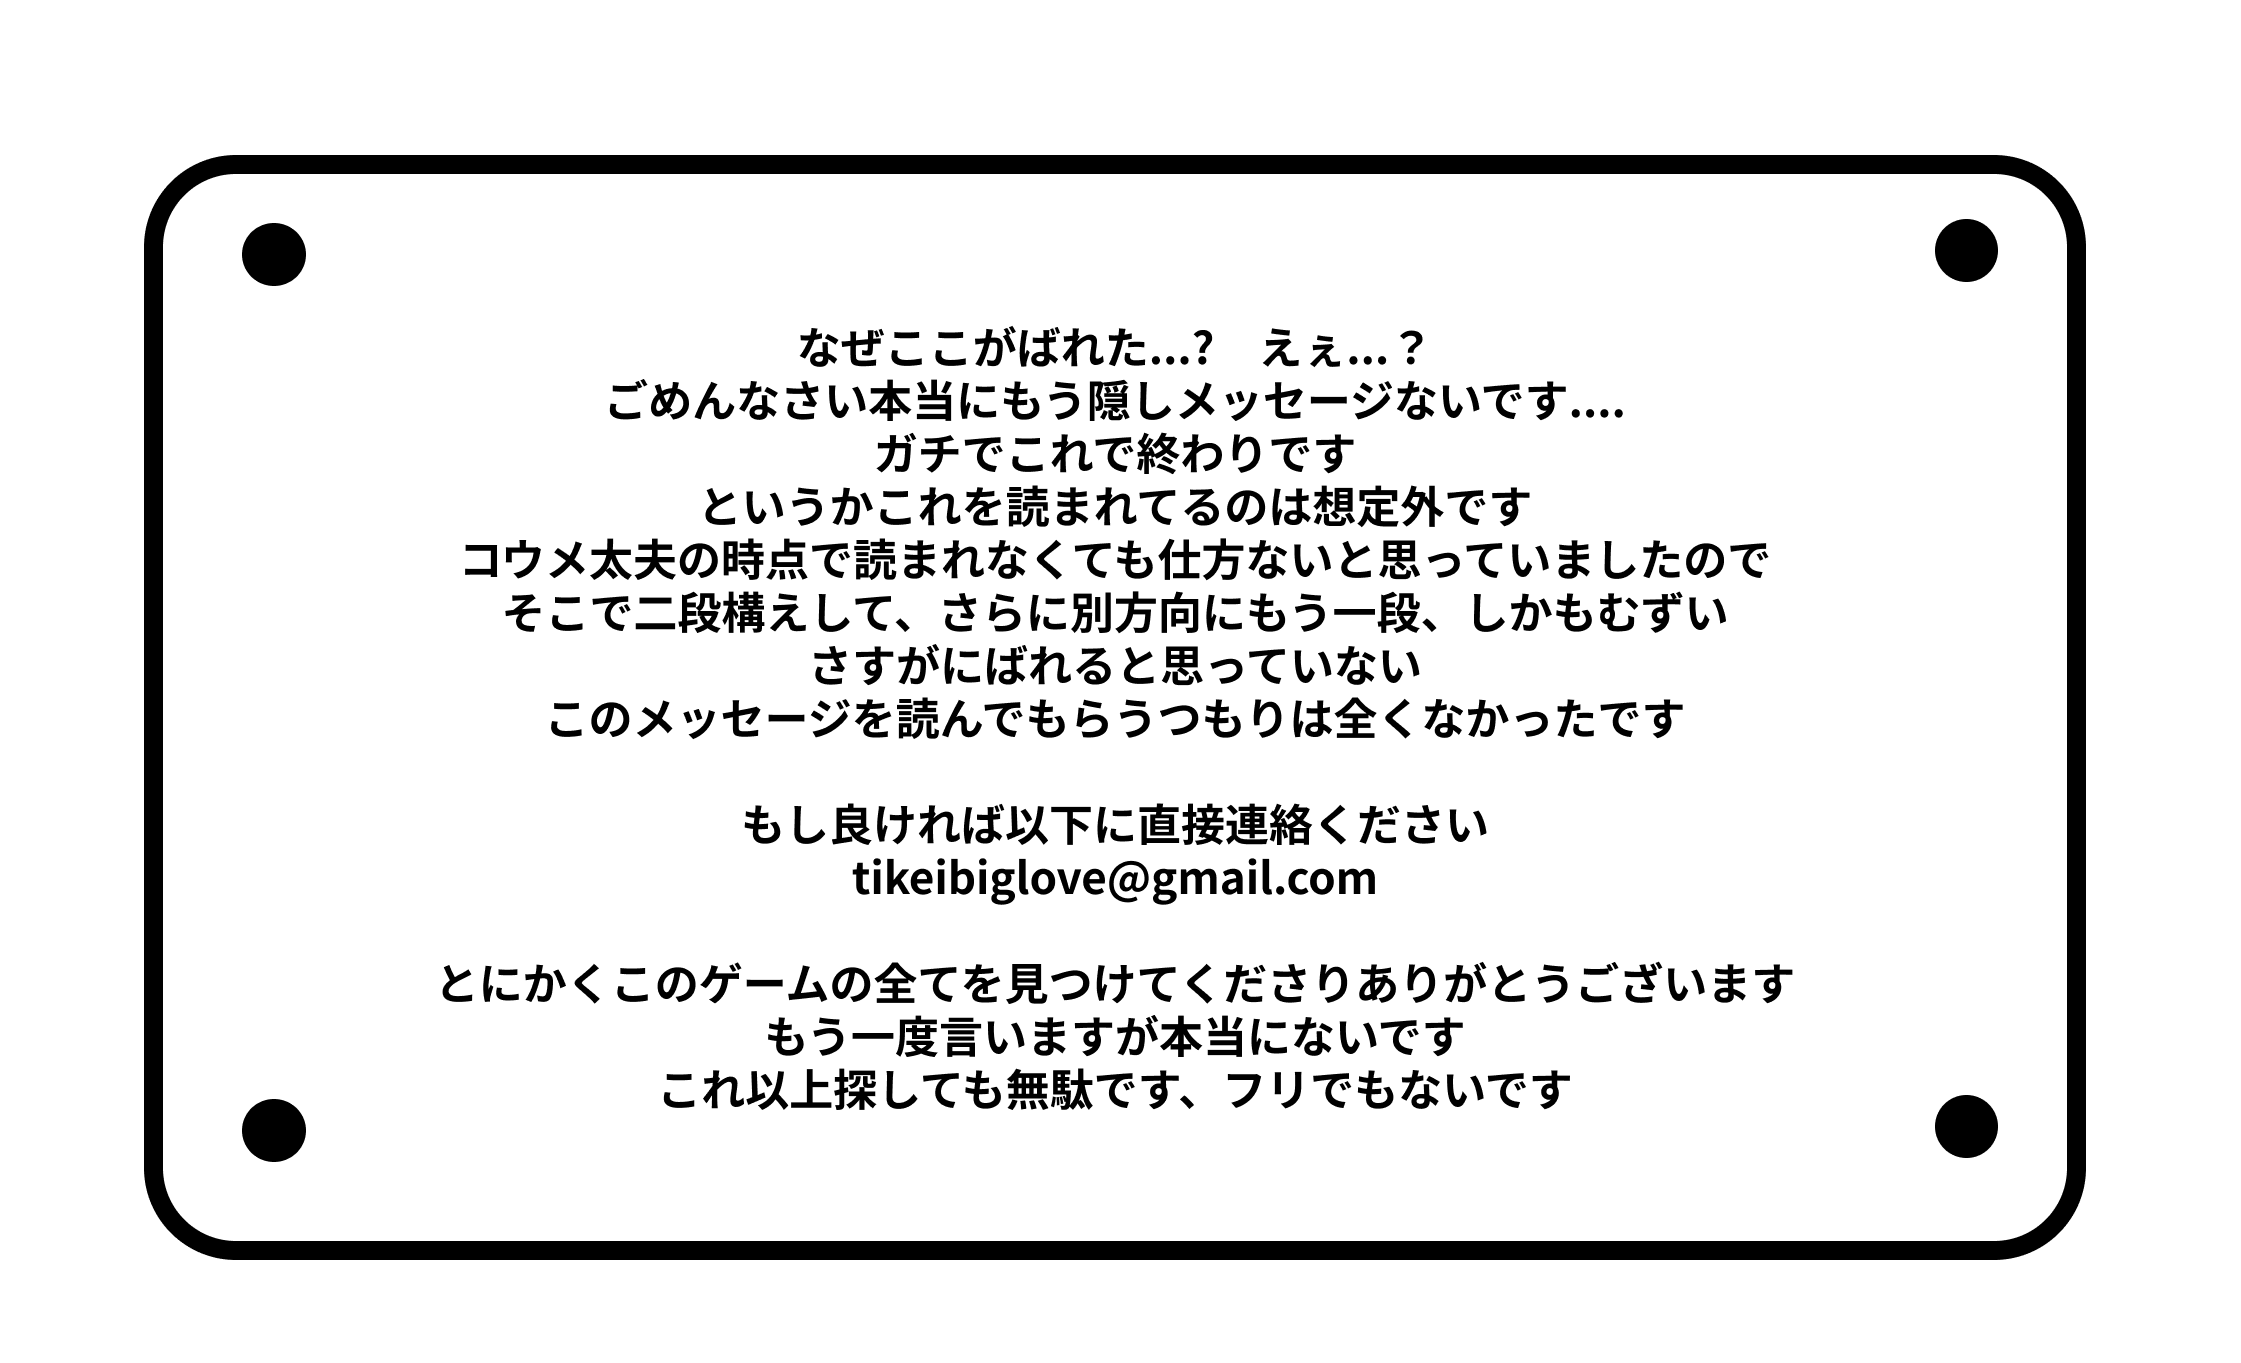 なぜここがばれた...?　えぇ...？
ごめんなさい本当にもう隠しメッセージないです....
ガチでこれで終わりです
というかこれを読まれてるのは想定外です
コウメ太夫の時点で読まれなくても仕方ないと思っていましたので
そこで二段構えして、さらに別方向にもう一段、しかもむずい
さすがにばれると思っていない
このメッセージを読んでもらうつもりは全くなかったです
もし良ければ以下に直接連絡ください
tikeibiglove@gmail.com
とにかくこのゲームの全てを見つけてくださりありがとうございます
もう一度言いますが本当にないです
これ以上探しても無駄です、フリでもないです